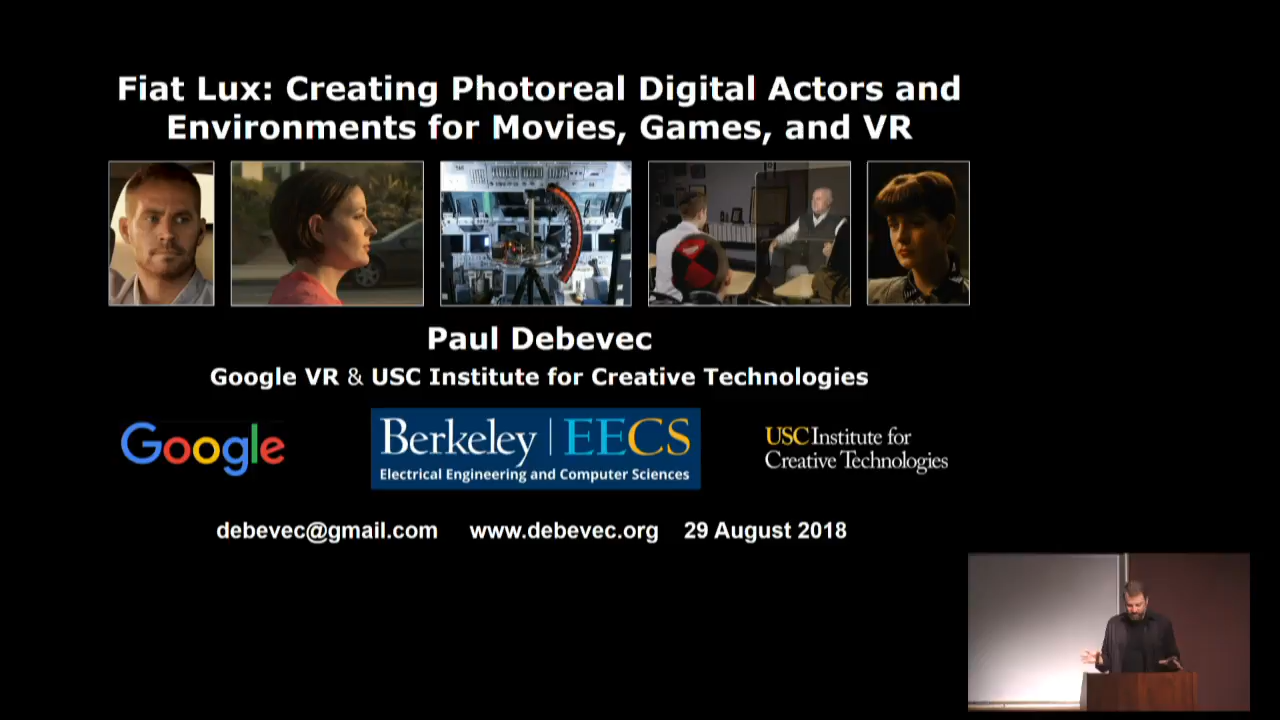 Fiat Lux: Creating Photoreal Digital Actors and
Environments for Movies, Games, and VR
Paul Debevec
Google VR & USC Institute for Creative Technologies
Google
Berkeley | EECS
Electrical Engineering and Computer Sciences
USC Institute for
Creative Technologies
debevec@gmail.com www.debevec.org 29 August 2018